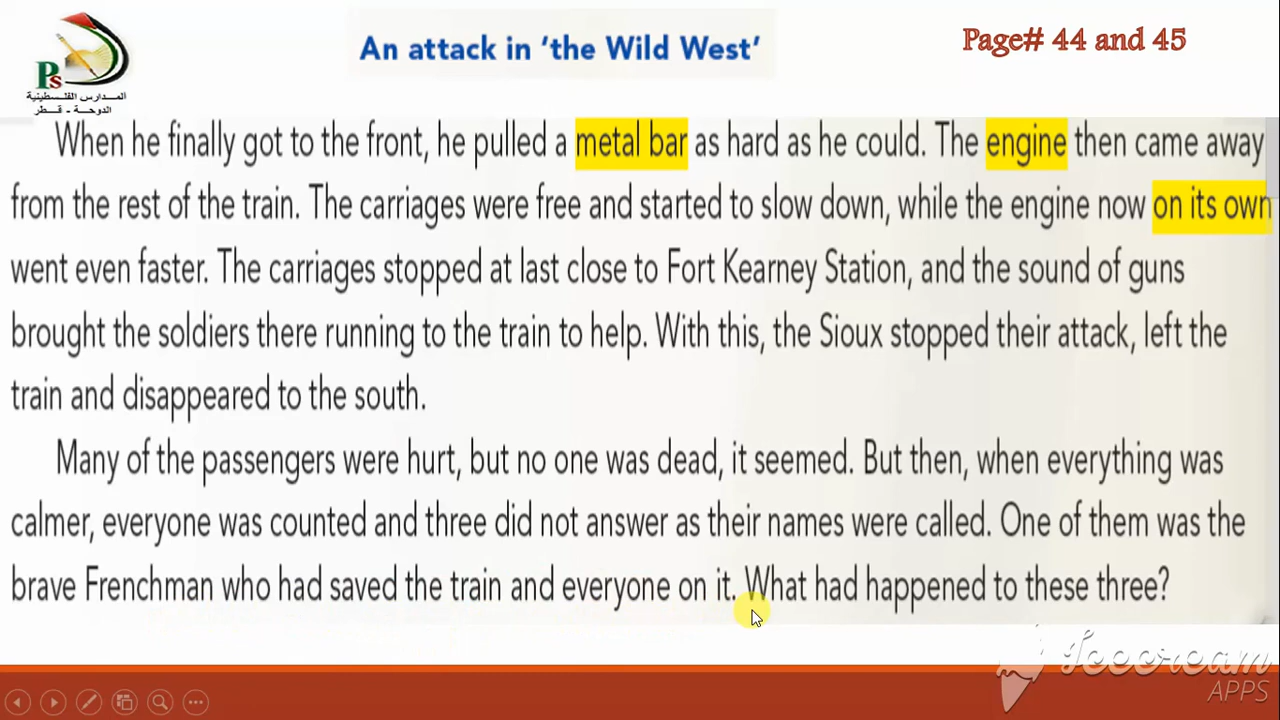 An attack in ‘the Wild West’
Page# 44 and 45
Ps
المدارس الفلسطينية
الدوحة - قطر
When he finally got to the front, he pulled a metal bar as hard as he could. The engine then came away
from the rest of the train. The carriages were free and started to slow down, while the engine now on its own
went even faster. The carriages stopped at last close to Fort Kearney Station, and the sound of guns
brought the soldiers there running to the train to help. With this, the Sioux stopped their attack, left the
train and disappeared to the south.
Many of the passengers were hurt, but no one was dead, it seemed. But then, when everything was
calmer, everyone was counted and three did not answer as their names were called. One of them was the
brave Frenchman who had saved the train and everyone on it. What had happened to these three?
Icecream
APPS